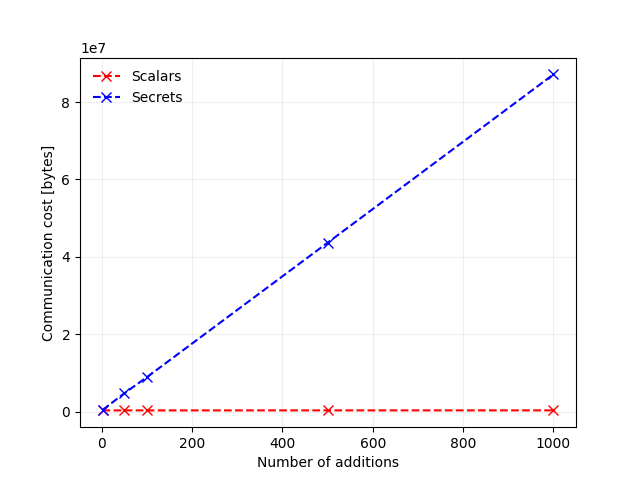 1e7
Scalars
Secrets
8
6
4
2
0
Communication cost [bytes]
0 200 400 600 800 1000
Number of additions